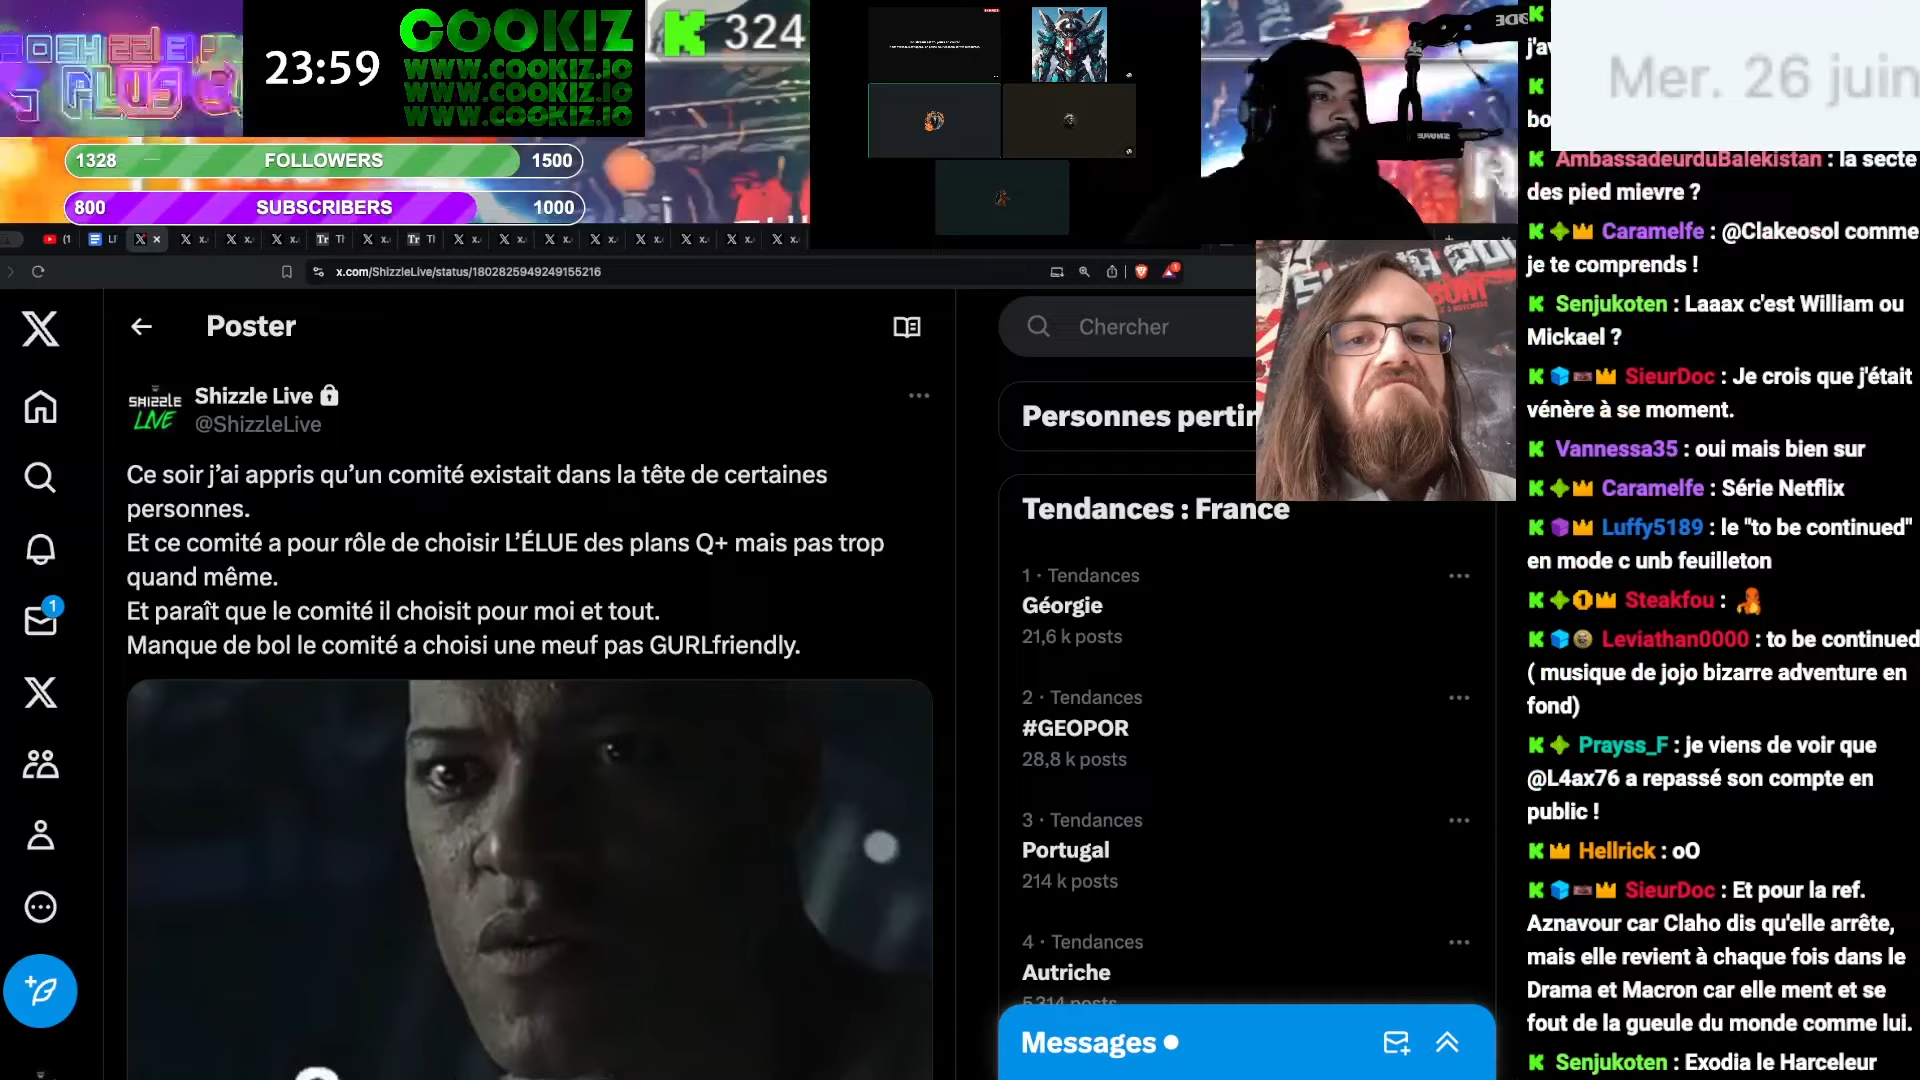 23:59
COOKIZ
WWW.COOKIZ.IO
WWW.COOKIZ.IO
WWW.COOKIZ.IO
324
PLUS
1328 FOLLOWERS 1500
800 SUBSCRIBERS 1000
x.com/ShizzleLive/status/1802825949249155216
Poster
Chercher
SHIZZLE
LIVE
Shizzle Live
@ShizzleLive
Ce soir j’ai appris qu’un comité existait dans la tête de certaines
personnes.
Et ce comité a pour rôle de choisir L’ÉLUE des plans Q+ mais pas trop
quand même.
Et paraît que le comité il choisit pour moi et tout.
Manque de bol le comité a choisi une meuf pas GURLfriendly.
Personnes pertin
Tendances : France
1 · Tendances
Géorgie
21,6 k posts
2 · Tendances
#GEOPOR
28,8 k posts
3 · Tendances
Portugal
214 k posts
4 · Tendances
Autriche
5 314 posts
Messages
1
Mer. 26 juin
j'av
bo
AmbassadeurduBalekistan : la secte
des pied mievre ?
Caramelfe : @Clakeosol comme
je te comprends !
Senjukoten : Laaax c'est William ou
Mickael ?
SieurDoc : Je crois que j'était
vénère à se moment.
Vannessa35 : oui mais bien sur
Caramelfe : Série Netflix
Luffy5189 : le "to be continued"
en mode c unb feuilleton
Steakfou :
Leviathan0000 : to be continued
( musique de jojo bizarre adventure en
fond)
Prayss_F : je viens de voir que
@L4ax76 a repassé son compte en
public !
Hellrick : oO
SieurDoc : Et pour la ref.
Aznavour car Claho dis qu'elle arrête,
mais elle revient à chaque fois dans le
Drama et Macron car elle ment et se
fout de la gueule du monde comme lui.
Senjukoten : Exodia le Harceleur